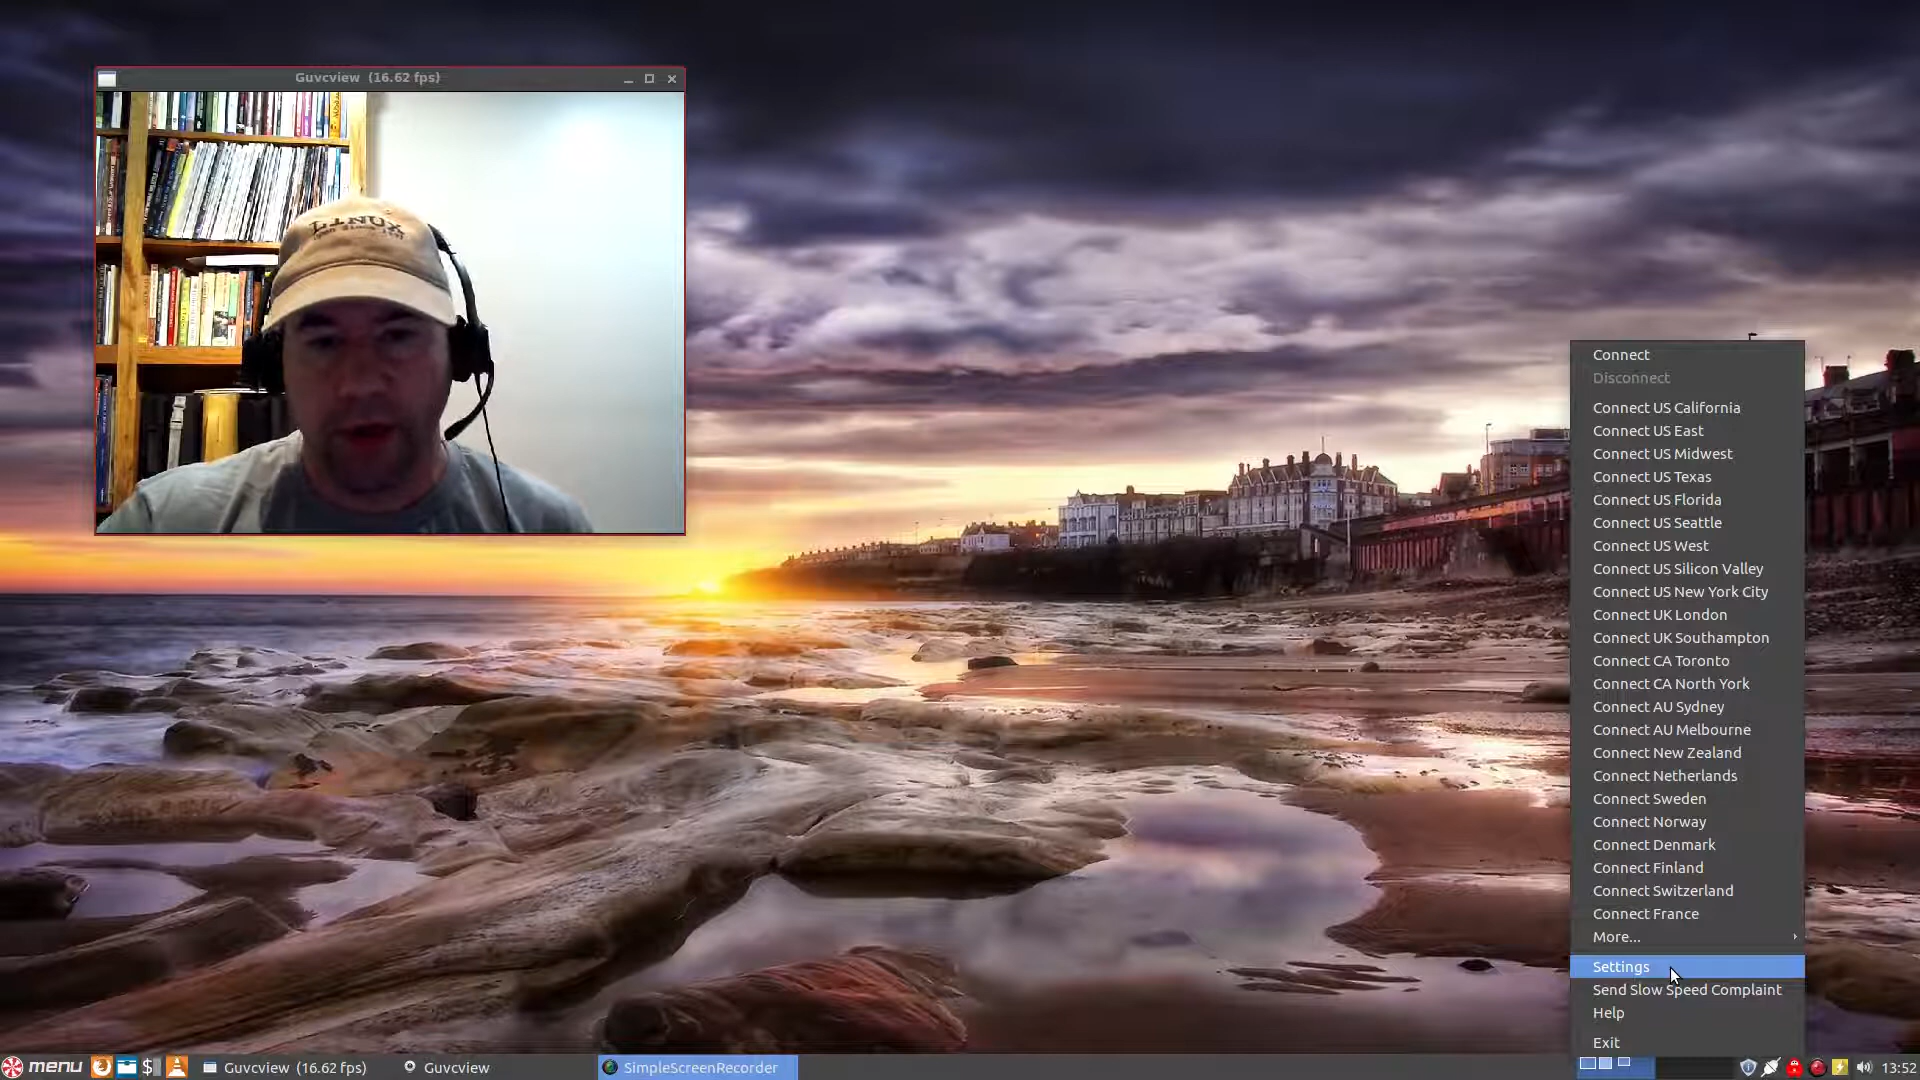 Guvcview (16.62 fps)
LINUX
Connect
Disconnect
Connect US California
Connect US East
Connect US Midwest
Connect US Texas
Connect US Florida
Connect US Seattle
Connect US West
Connect US Silicon Valley
Connect US New York City
Connect UK London
Connect UK Southampton
Connect CA Toronto
Connect CA North York
Connect AU Sydney
Connect AU Melbourne
Connect New Zealand
Connect Netherlands
Connect Sweden
Connect Norway
Connect Denmark
Connect Finland
Connect Switzerland
Connect France
More...
Settings
Send Slow Speed Complaint
Help
Exit
menu
$
Guvcview (16.62 fps)
Guvcview
SimpleScreenRecorder
13:52